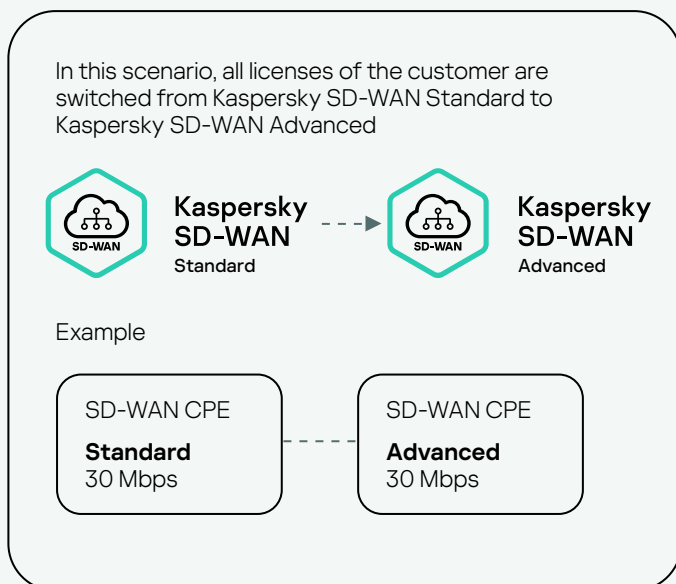 In this scenario, all licenses of the customer are
switched from Kaspersky SD-WAN Standard to
Kaspersky SD-WAN Advanced
SD-WAN
Kaspersky
SD-WAN
Standard
SD-WAN
Kaspersky
SD-WAN
Advanced
Example
SD-WAN CPE
Standard
30 Mbps
SD-WAN CPE
Advanced
30 Mbps